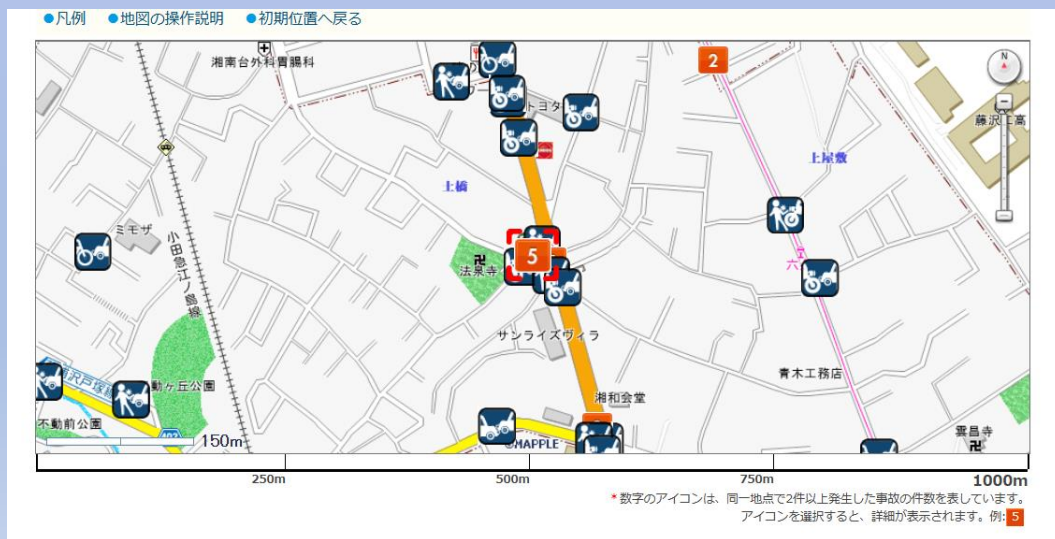 ●凡例 ●地図の操作説明 ●初期位置へ戻る
湘南台外科胃腸科
2
N
トヨタ
藤沢工高
土橋
上屋敷
ミモザ
小田急江ノ島線
卍
法泉寺
5
六
サンライズヴィラ
青木工務店
湘和会堂
動ヶ丘公園
不動前公園
402
150m
©MAPPLE
雲昌寺
卍
250m 500m 750m 1000m
*数字のアイコンは、同一地点で2件以上発生した事故の件数を表しています。
アイコンを選択すると、詳細が表示されます。例:5